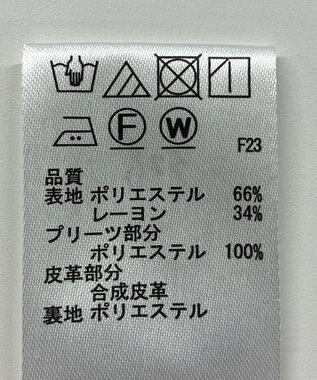 F W
F23
品質
表地 ポリエステル 66%
レーヨン 34%
プリーツ部分
ポリエステル 100%
皮革部分
合成皮革
裏地 ポリエステル